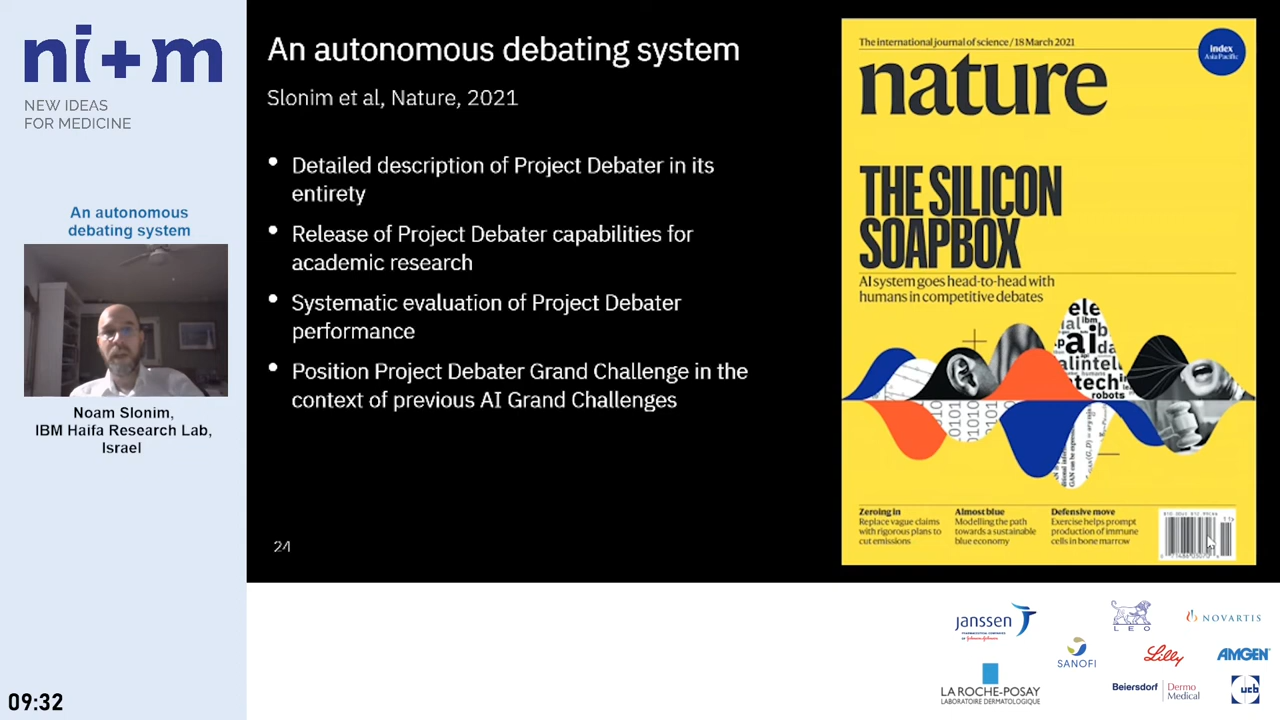 ni+m
NEW IDEAS
FOR MEDICINE
An autonomous
debating system
Noam Slonim,
IBM Haifa Research Lab,
Israel
09:32
An autonomous debating system
Slonim et al, Nature, 2021
• Detailed description of Project Debater in its
entirety
• Release of Project Debater capabilities for
academic research
• Systematic evaluation of Project Debater
performance
• Position Project Debater Grand Challenge in the
context of previous AI Grand Challenges
24
The international journal of science / 18 March 2021
index
Asia Pacific
nature
THE SILICON
SOAPBOX
AI system goes head-to-head with
humans in competitive debates
ele
ibm
ai
alintel
tech
robots
Zeroing in
Replace vague claims
with rigorous plans to
cut emissions
Almost blue
Modelling the path
towards a sustainable
blue economy
Defensive move
Exercise helps prompt
production of immune
cells in bone marrow
janssen
LEO
NOVARTIS
SANOFI
Lilly
AMGEN
LA ROCHE-POSAY
LABORATOIRE DERMATOLOGIQUE
Beiersdorf
Dermo
Medical
ucb